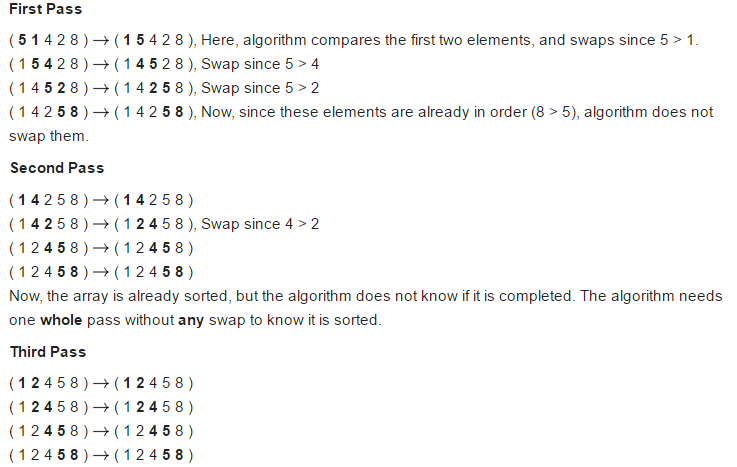 First Pass
( 5 1 4 2 8 ) → ( 1 5 4 2 8 ), Here, algorithm compares the first two elements, and swaps since 5 > 1.
( 1 5 4 2 8 ) → ( 1 4 5 2 8 ), Swap since 5 > 4
( 1 4 5 2 8 ) → ( 1 4 2 5 8 ), Swap since 5 > 2
( 1 4 2 5 8 ) → ( 1 4 2 5 8 ), Now, since these elements are already in order (8 > 5), algorithm does not
swap them.
Second Pass
( 1 4 2 5 8 ) → ( 1 4 2 5 8 )
( 1 4 2 5 8 ) → ( 1 2 4 5 8 ), Swap since 4 > 2
( 1 2 4 5 8 ) → ( 1 2 4 5 8 )
( 1 2 4 5 8 ) → ( 1 2 4 5 8 )
Now, the array is already sorted, but the algorithm does not know if it is completed. The algorithm needs
one whole pass without any swap to know it is sorted.
Third Pass
( 1 2 4 5 8 ) → ( 1 2 4 5 8 )
( 1 2 4 5 8 ) → ( 1 2 4 5 8 )
( 1 2 4 5 8 ) → ( 1 2 4 5 8 )
( 1 2 4 5 8 ) → ( 1 2 4 5 8 )